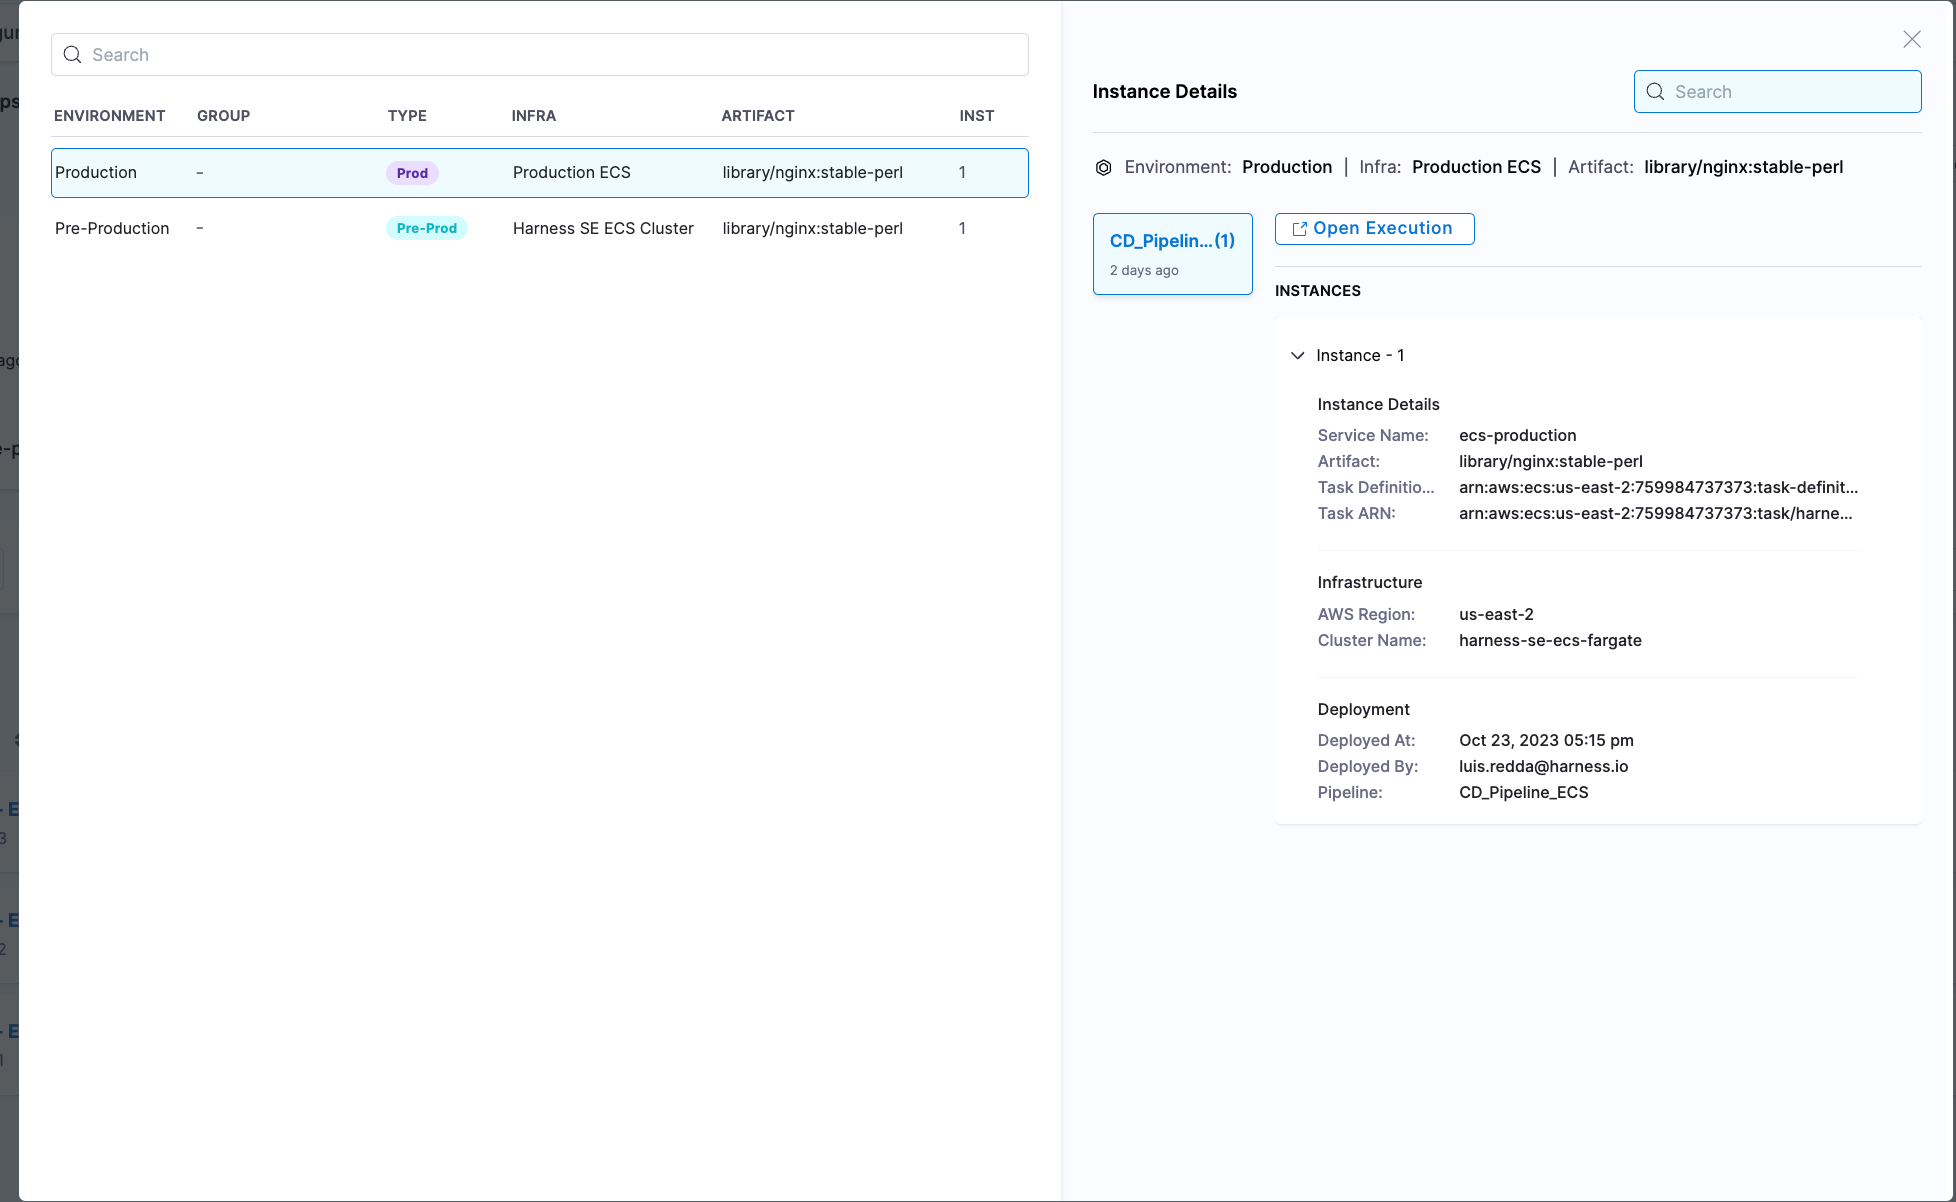 Search
ENVIRONMENT GROUP TYPE INFRA ARTIFACT INST
Production - Prod Production ECS library/nginx:stable-perl 1
Pre-Production - Pre-Prod Harness SE ECS Cluster library/nginx:stable-perl 1
Instance Details
Search
Environment: Production | Infra: Production ECS | Artifact: library/nginx:stable-perl
CD_Pipelin...(1)
2 days ago
Open Execution
INSTANCES
Instance - 1
Instance Details
Service Name: ecs-production
Artifact: library/nginx:stable-perl
Task Definitio... arn:aws:ecs:us-east-2:759984737373:task-definit...
Task ARN: arn:aws:ecs:us-east-2:759984737373:task/harne...
Infrastructure
AWS Region: us-east-2
Cluster Name: harness-se-ecs-fargate
Deployment
Deployed At: Oct 23, 2023 05:15 pm
Deployed By: luis.redda@harness.io
Pipeline: CD_Pipeline_ECS